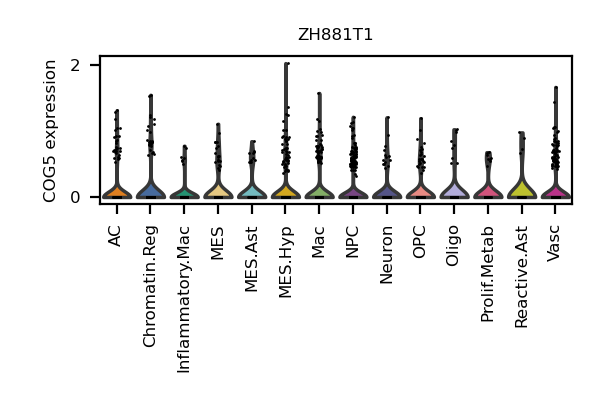 ZH881T1
COG5 expression
2
0
AC
Chromatin.Reg
Inflammatory.Mac
MES
MES.Ast
MES.Hyp
Mac
NPC
Neuron
OPC
Oligo
Prolif.Metab
Reactive.Ast
Vasc